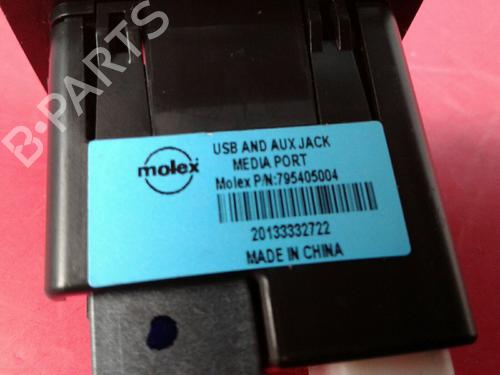 B-PARTS
molex
USB AND AUX JACK
MEDIA PORT
Molex P/N:795405004
20133332722
MADE IN CHINA